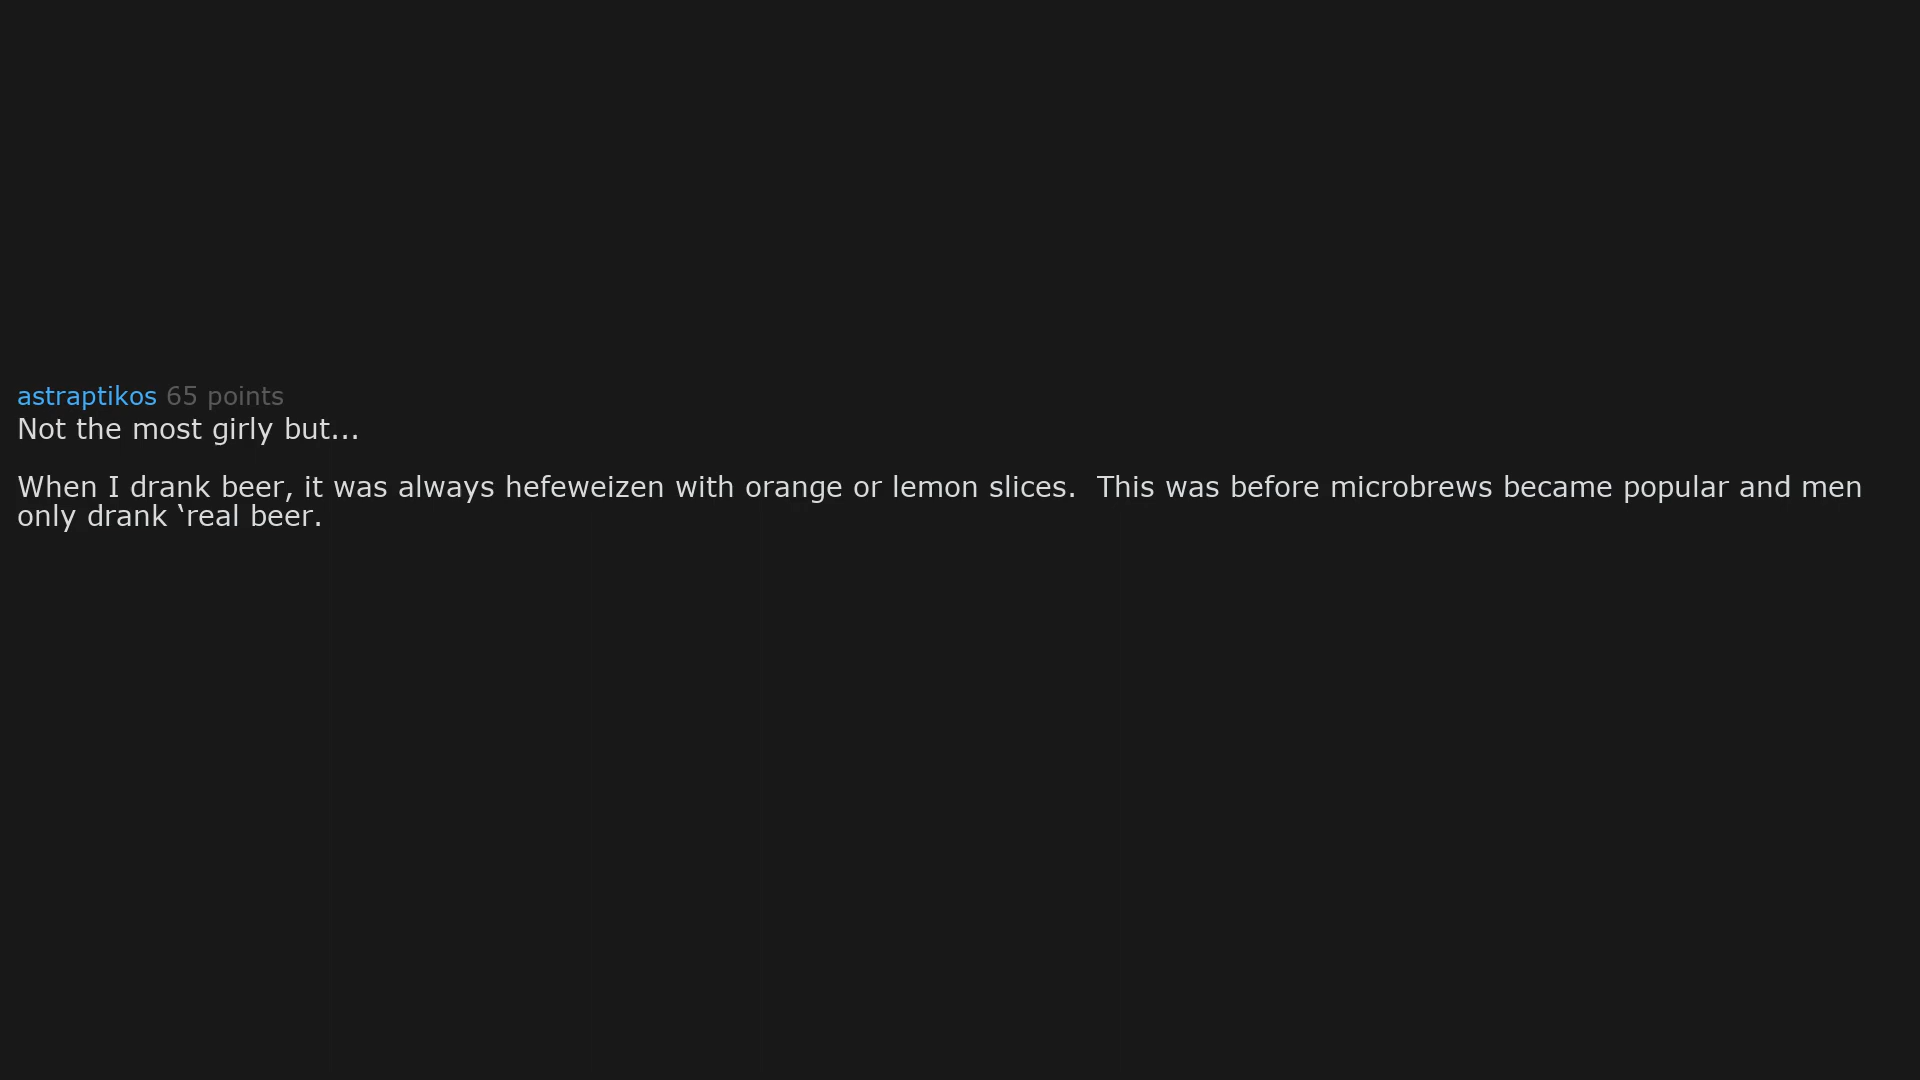 astraptikos 65 points
Not the most girly but...
When I drank beer, it was always hefeweizen with orange or lemon slices.  This was before microbrews became popular and men
only drank ‘real beer.